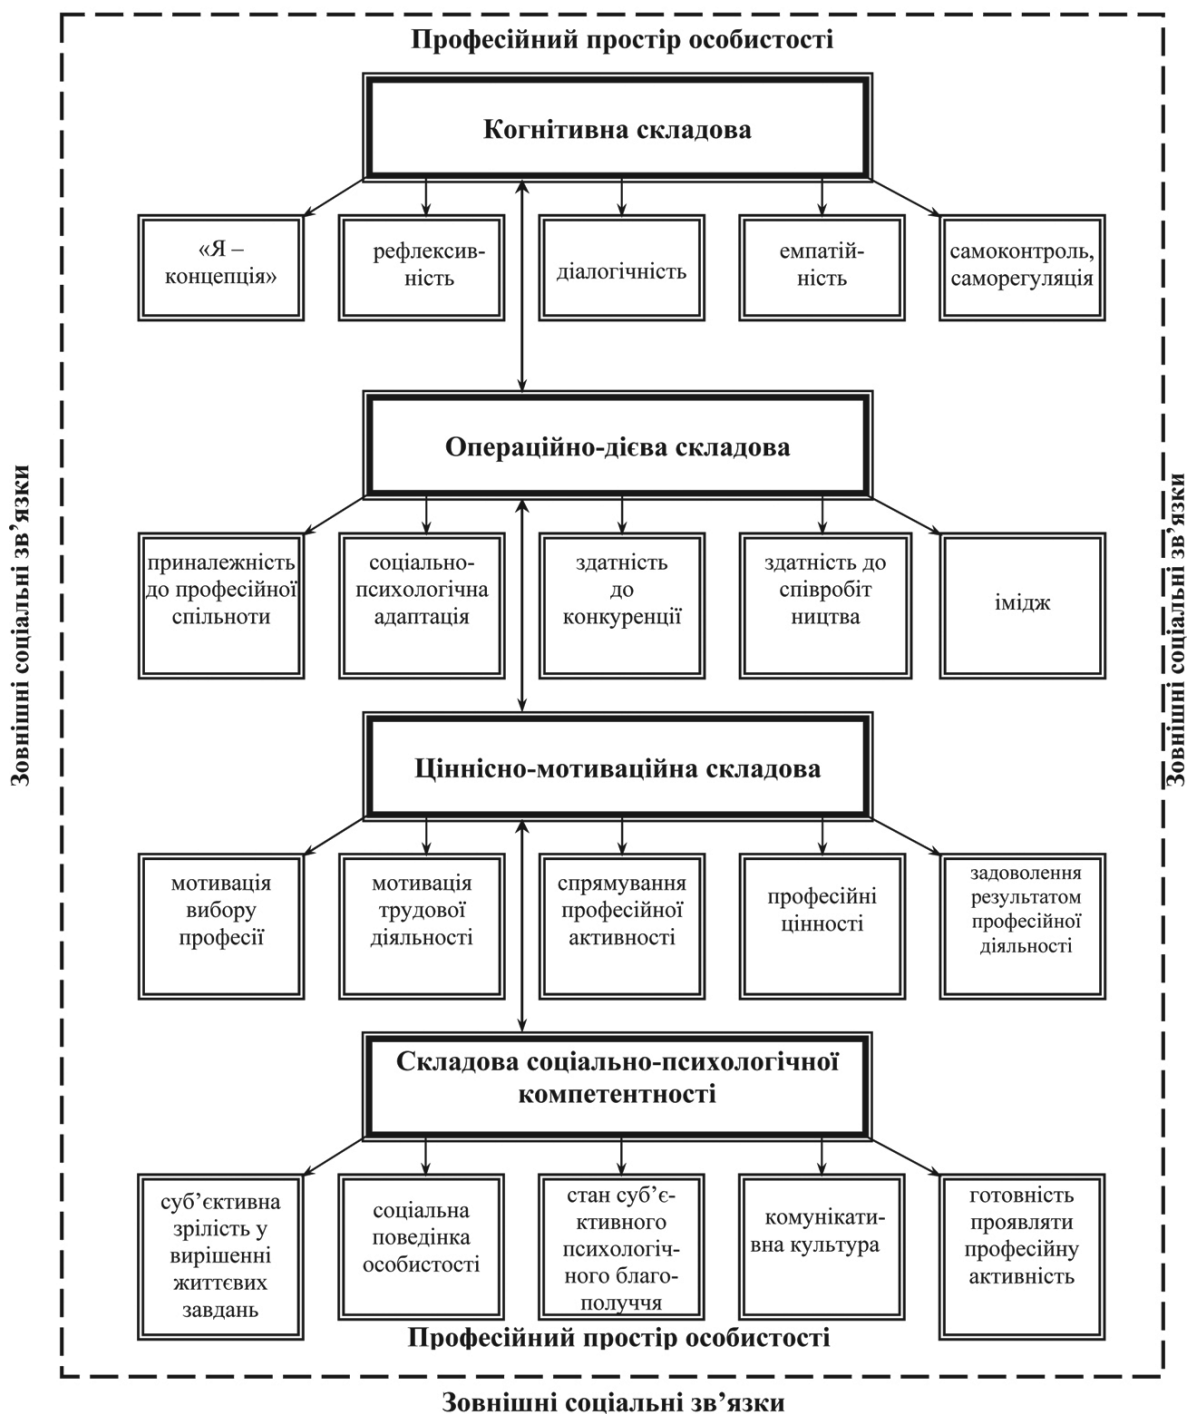 Професійний простір особистості
Когнітивна складова
«Я –
концепція»
рефлексив-
ність
діалогічність
емпатій-
ність
самоконтроль,
саморегуляція
Операційно-дієва складова
приналежність
до професійної
спільноти
соціально-
психологічна
адаптація
здатність
до
конкуренції
здатність до
співробіт
ництва
імідж
Зовнішні соціальні зв’язки
Зовнішні соціальні зв’язки
Ціннісно-мотиваційна складова
мотивація
вибору
професії
мотивація
трудової
діяльності
спрямування
професійної
активності
професійні
цінності
задоволення
результатом
професійної
діяльності
Складова соціально-психологічної
компетентності
суб’єктивна
зрілість у
вирішенні
життєвих
завдань
соціальна
поведінка
особистості
стан суб’є-
ктивного
психологіч-
ного благо-
получчя
комунікати-
вна культура
готовність
проявляти
професійну
активність
Професійний простір особистості
Зовнішні соціальні зв’язки